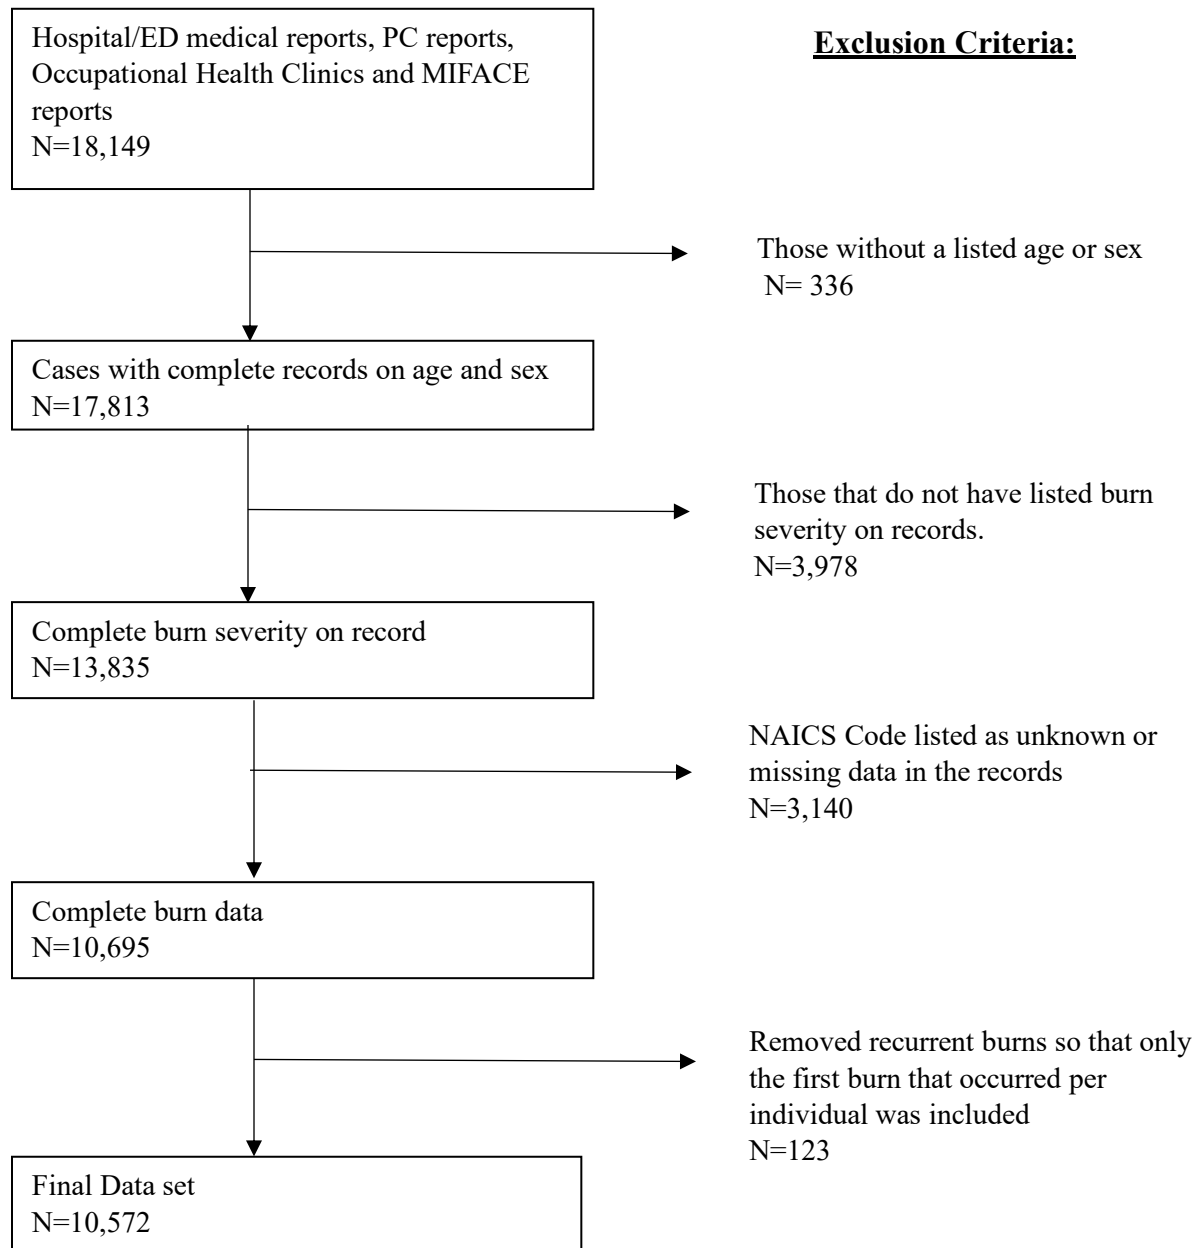 Hospital/ED medical reports, PC reports,
Occupational Health Clinics and MIFACE
reports
N=18,149
Exclusion Criteria:
Those without a listed age or sex
N= 336
Cases with complete records on age and sex
N=17,813
Those that do not have listed burn
severity on records.
N=3,978
Complete burn severity on record
N=13,835
NAICS Code listed as unknown or
missing data in the records
N=3,140
Complete burn data
N=10,695
Removed recurrent burns so that only
the first burn that occurred per
individual was included
N=123
Final Data set
N=10,572